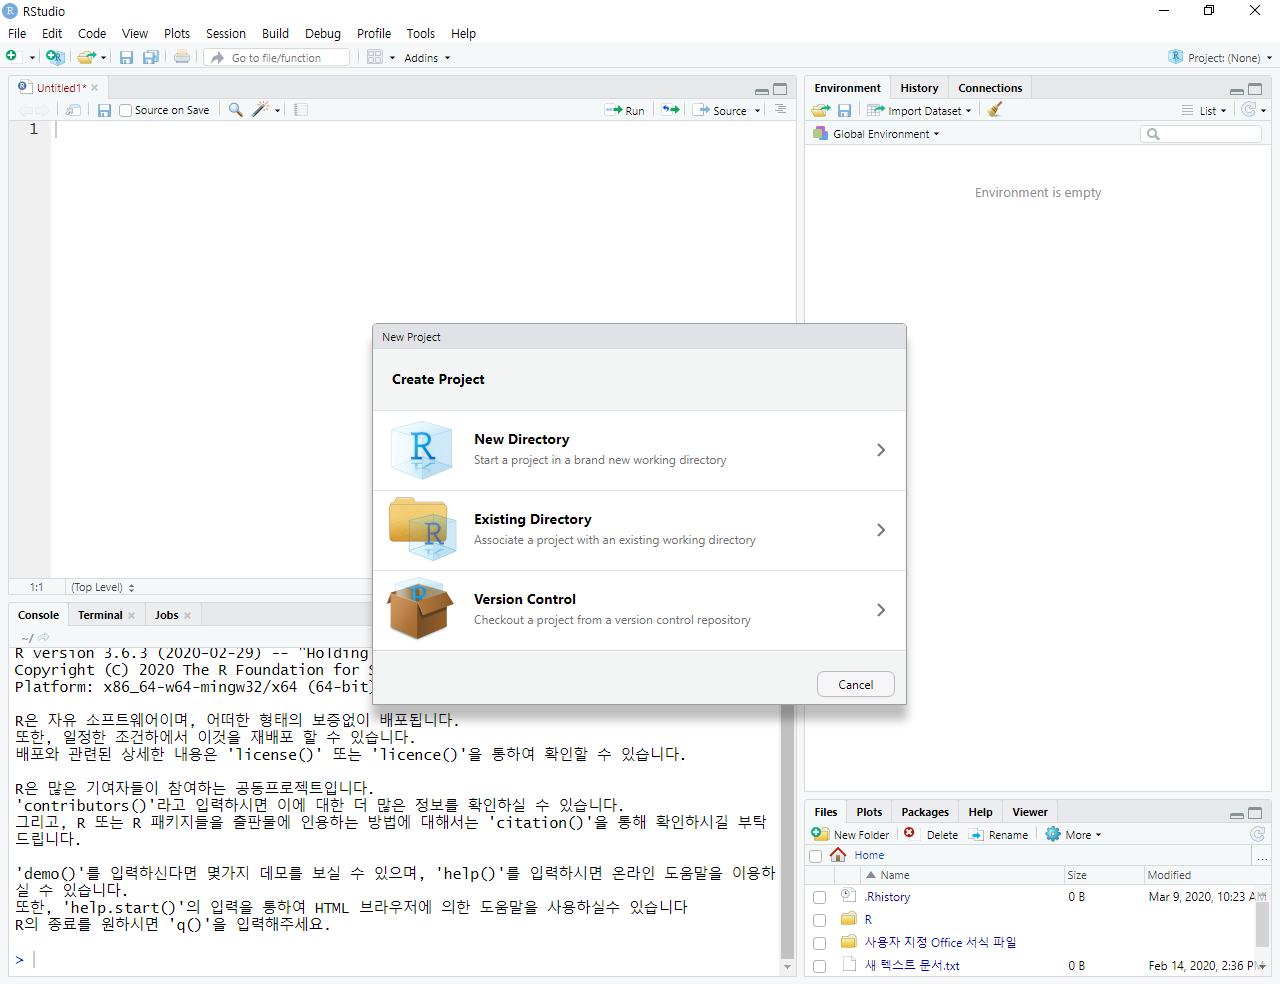 RStudio
File Edit Code View Plots Session Build Debug Profile Tools Help
Go to file/function Addins Project: (None)
Untitled1*
Source on Save Run Source
1
1:1 (Top Level)
Environment History Connections
Import Dataset List
Global Environment
Environment is empty
New Project
Create Project
New Directory
Start a project in a brand new working directory
Existing Directory
Associate a project with an existing working directory
Version Control
Checkout a project from a version control repository
Cancel
Console Terminal Jobs
~/
R version 3.6.3 (2020-02-29) -- "Holding
Copyright (C) 2020 The R Foundation for S
Platform: x86_64-w64-mingw32/x64 (64-bit)
R은 자유 소프트웨어이며, 어떠한 형태의 보증없이 배포됩니다.
또한, 일정한 조건하에서 이것을 재배포 할 수 있습니다.
배포와 관련된 상세한 내용은 'license()' 또는 'licence()'을 통하여 확인할 수 있습니다.
R은 많은 기여자들이 참여하는 공동프로젝트입니다.
'contributors()'라고 입력하시면 이에 대한 더 많은 정보를 확인하실 수 있습니다.
그리고, R 또는 R 패키지들을 출판물에 인용하는 방법에 대해서는 'citation()'을 통해 확인하시길 부탁
드립니다.
'demo()'를 입력하신다면 몇가지 데모를 보실 수 있으며, 'help()'를 입력하시면 온라인 도움말을 이용하
실 수 있습니다.
또한, 'help.start()'의 입력을 통하여 HTML 브라우저에 의한 도움말을 사용하실수 있습니다
R의 종료를 원하시면 'q()'을 입력해주세요.
>
Files Plots Packages Help Viewer
New Folder Delete Rename More
Home ...
Name Size Modified
.Rhistory 0 B Mar 9, 2020, 10:23 AM
R
사용자 지정 Office 서식 파일
새 텍스트 문서.txt 0 B Feb 14, 2020, 2:36 PM